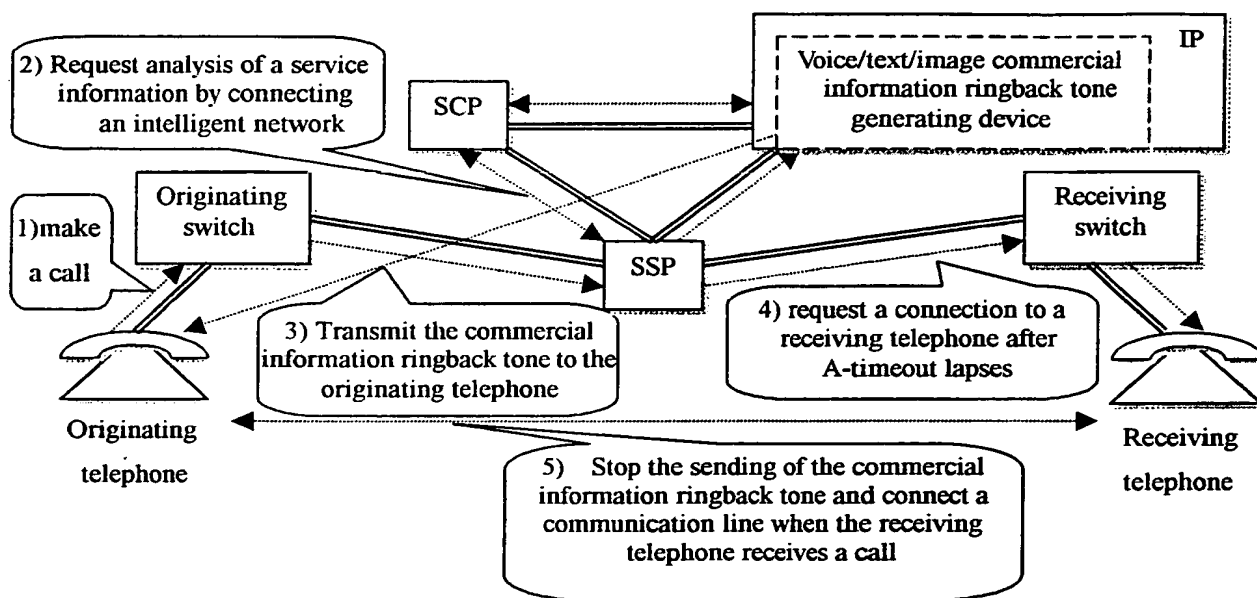 IP
2) Request analysis of a service
information by connecting
an intelligent network
Voice/text/image commercial
information ringback tone
generating device
SCP
Originating
switch
Receiving
switch
1)make
a call
SSP
3) Transmit the commercial
information ringback tone to the
originating telephone
4) request a connection to a
receiving telephone after
A-timeout lapses
Originating
telephone
Receiving
telephone
5) Stop the sending of the commercial
information ringback tone and connect a
communication line when the receiving
telephone receives a call